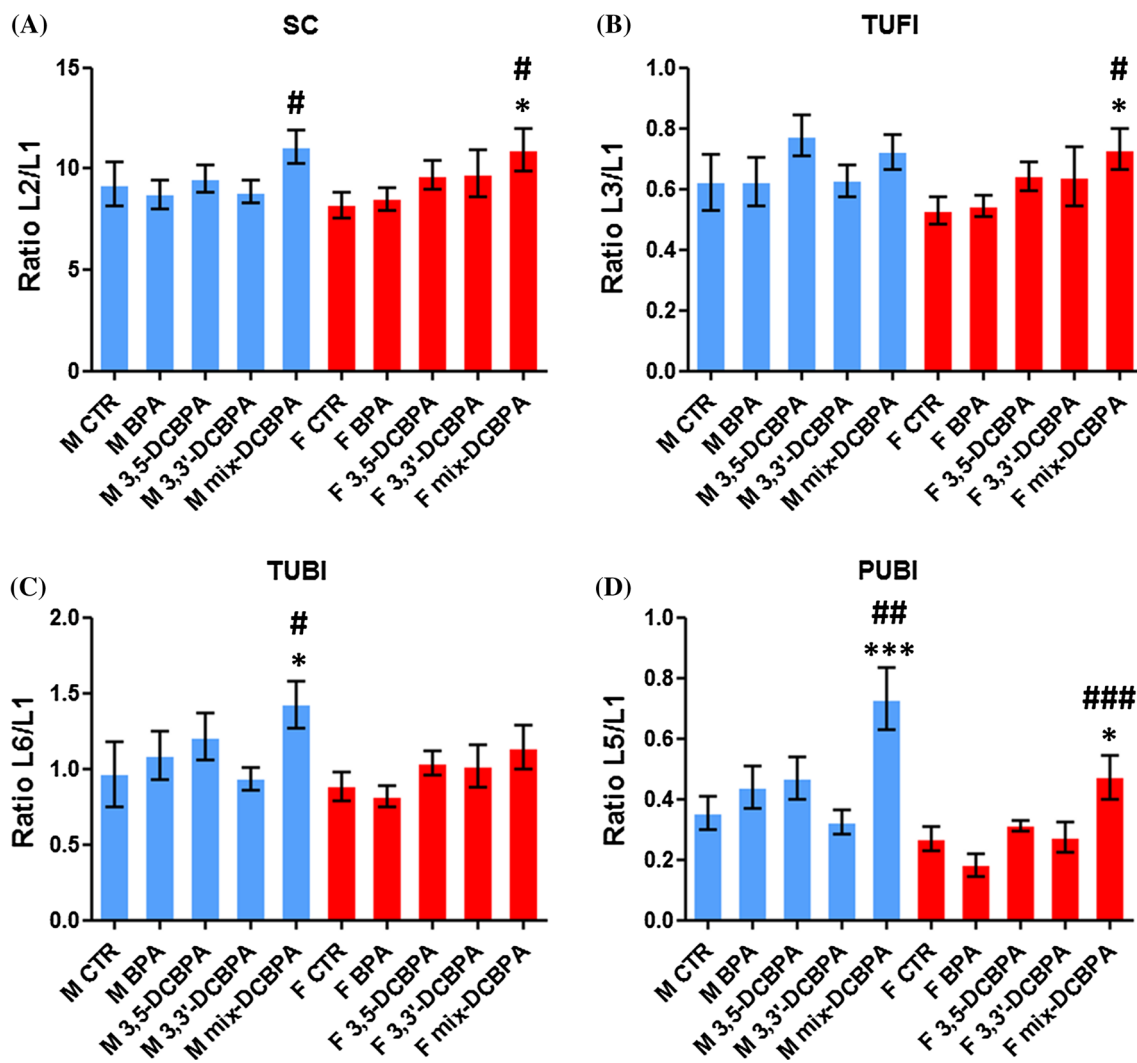 (A) SC
Ratio L2/L1
15
10
5
0
#
#
*
M CTR
M BPA
M 3,5-DCBPA
M 3,3'-DCBPA
M mix-DCBPA
F CTR
F BPA
F 3,5-DCBPA
F 3,3'-DCBPA
F mix-DCBPA
(B) TUFI
Ratio L3/L1
1.0
0.8
0.6
0.4
0.2
0.0
#
*
M CTR
M BPA
M 3,5-DCBPA
M 3,3'-DCBPA
M mix-DCBPA
F CTR
F BPA
F 3,5-DCBPA
F 3,3'-DCBPA
F mix-DCBPA
(C) TUBI
Ratio L6/L1
2.0
1.5
1.0
0.5
0.0
#
*
M CTR
M BPA
M 3,5-DCBPA
M 3,3'-DCBPA
M mix-DCBPA
F CTR
F BPA
F 3,5-DCBPA
F 3,3'-DCBPA
F mix-DCBPA
(D) PUBI
Ratio L5/L1
1.0
0.8
0.6
0.4
0.2
0.0
##
***
###
*
M CTR
M BPA
M 3,5-DCBPA
M 3,3'-DCBPA
M mix-DCBPA
F CTR
F BPA
F 3,5-DCBPA
F 3,3'-DCBPA
F mix-DCBPA